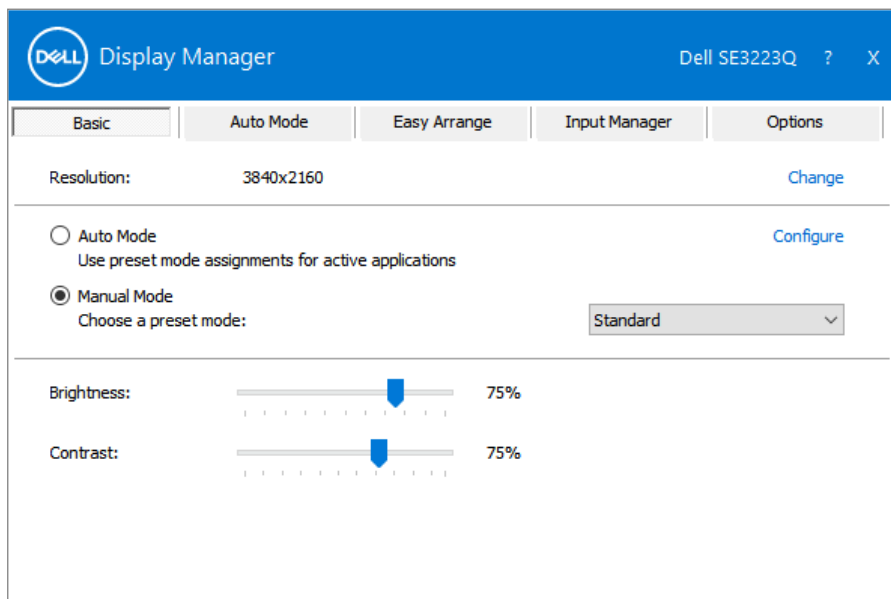 DELL Display Manager Dell SE3223Q ? X
Basic Auto Mode Easy Arrange Input Manager Options
Resolution: 3840x2160 Change
Auto Mode Configure
Use preset mode assignments for active applications
Manual Mode
Choose a preset mode: Standard
Brightness: 75%
Contrast: 75%